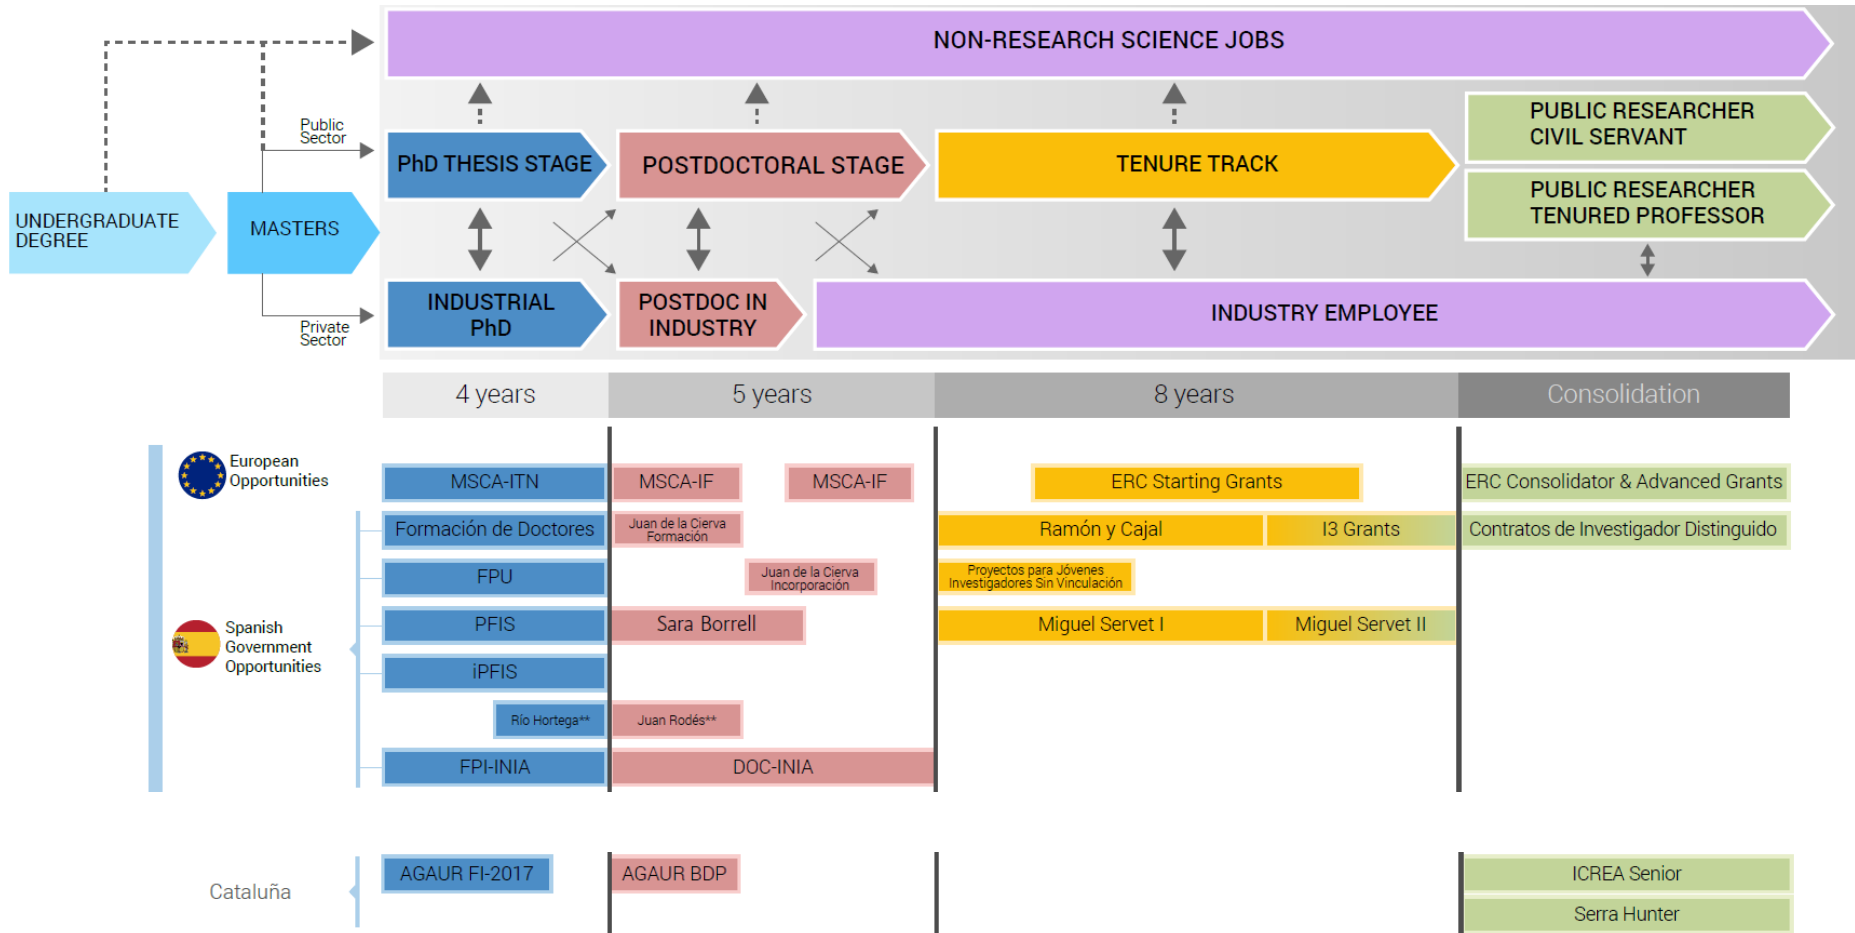 NON-RESEARCH SCIENCE JOBS
Public
Sector
PhD THESIS STAGE
POSTDOCTORAL STAGE
TENURE TRACK
PUBLIC RESEARCHER
CIVIL SERVANT
PUBLIC RESEARCHER
TENURED PROFESSOR
UNDERGRADUATE
DEGREE
MASTERS
Private
Sector
INDUSTRIAL
PhD
POSTDOC IN
INDUSTRY
INDUSTRY EMPLOYEE
4 years
5 years
8 years
Consolidation
European
Opportunities
MSCA-ITN
MSCA-IF
MSCA-IF
ERC Starting Grants
ERC Consolidator & Advanced Grants
Spanish
Government
Opportunities
Formación de Doctores
Juan de la Cierva
Formación
Ramón y Cajal
I3 Grants
Contratos de Investigador Distinguido
FPU
Juan de la Cierva
Incorporación
Proyectos para Jóvenes
Investigadores Sin Vinculación
PFIS
Sara Borrell
Miguel Servet I
Miguel Servet II
iPFIS
Río Hortega**
Juan Rodés**
FPI-INIA
DOC-INIA
Cataluña
AGAUR FI-2017
AGAUR BDP
ICREA Senior
Serra Hunter